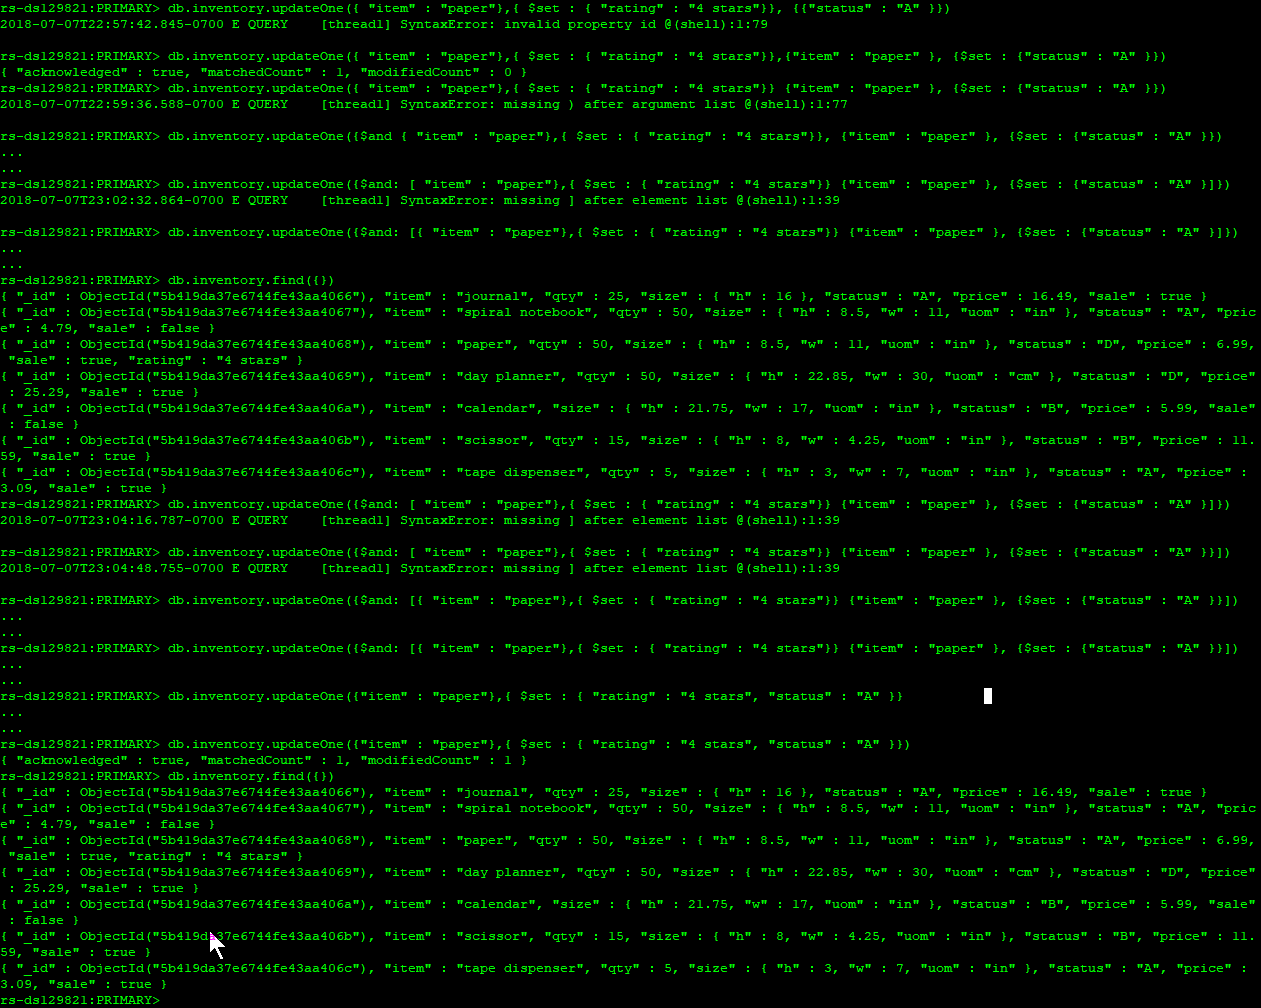 rs-ds129821:PRIMARY> db.inventory.updateOne({ "item" : "paper"},{ $set : { "rating" : "4 stars"}}, {{"status" : "A" }})
2018-07-07T22:57:42.845-0700 E QUERY    [thread1] SyntaxError: invalid property id @(shell):1:79
rs-ds129821:PRIMARY> db.inventory.updateOne({ "item" : "paper"},{ $set : { "rating" : "4 stars"}},{"item" : "paper" }, {$set : {"status" : "A" }})
{ "acknowledged" : true, "matchedCount" : 1, "modifiedCount" : 0 }
rs-ds129821:PRIMARY> db.inventory.updateOne({ "item" : "paper"},{ $set : { "rating" : "4 stars"}} {"item" : "paper" }, {$set : {"status" : "A" }})
2018-07-07T22:59:36.588-0700 E QUERY    [thread1] SyntaxError: missing ) after argument list @(shell):1:77
rs-ds129821:PRIMARY> db.inventory.updateOne({$and { "item" : "paper"},{ $set : { "rating" : "4 stars"}}, {"item" : "paper" }, {$set : {"status" : "A" }})
...
...
rs-ds129821:PRIMARY> db.inventory.updateOne({$and: [ "item" : "paper"},{ $set : { "rating" : "4 stars"}} {"item" : "paper" }, {$set : {"status" : "A" }]})
2018-07-07T23:02:32.864-0700 E QUERY    [thread1] SyntaxError: missing ] after element list @(shell):1:39
rs-ds129821:PRIMARY> db.inventory.updateOne({$and: [{ "item" : "paper"},{ $set : { "rating" : "4 stars"}} {"item" : "paper" }, {$set : {"status" : "A" }]})
...
...
rs-ds129821:PRIMARY> db.inventory.find({})
{ "_id" : ObjectId("5b419da37e6744fe43aa4066"), "item" : "journal", "qty" : 25, "size" : { "h" : 16 }, "status" : "A", "price" : 16.49, "sale" : true }
{ "_id" : ObjectId("5b419da37e6744fe43aa4067"), "item" : "spiral notebook", "qty" : 50, "size" : { "h" : 8.5, "w" : 11, "uom" : "in" }, "status" : "A", "pric
e" : 4.79, "sale" : false }
{ "_id" : ObjectId("5b419da37e6744fe43aa4068"), "item" : "paper", "qty" : 50, "size" : { "h" : 8.5, "w" : 11, "uom" : "in" }, "status" : "D", "price" : 6.99,
 "sale" : true, "rating" : "4 stars" }
{ "_id" : ObjectId("5b419da37e6744fe43aa4069"), "item" : "day planner", "qty" : 50, "size" : { "h" : 22.85, "w" : 30, "uom" : "cm" }, "status" : "D", "price"
 : 25.29, "sale" : true }
{ "_id" : ObjectId("5b419da37e6744fe43aa406a"), "item" : "calendar", "size" : { "h" : 21.75, "w" : 17, "uom" : "in" }, "status" : "B", "price" : 5.99, "sale"
 : false }
{ "_id" : ObjectId("5b419da37e6744fe43aa406b"), "item" : "scissor", "qty" : 15, "size" : { "h" : 8, "w" : 4.25, "uom" : "in" }, "status" : "B", "price" : 11.
59, "sale" : true }
{ "_id" : ObjectId("5b419da37e6744fe43aa406c"), "item" : "tape dispenser", "qty" : 5, "size" : { "h" : 3, "w" : 7, "uom" : "in" }, "status" : "A", "price" :
3.09, "sale" : true }
rs-ds129821:PRIMARY> db.inventory.updateOne({$and: [ "item" : "paper"},{ $set : { "rating" : "4 stars"}} {"item" : "paper" }, {$set : {"status" : "A" }]})
2018-07-07T23:04:16.787-0700 E QUERY    [thread1] SyntaxError: missing ] after element list @(shell):1:39
rs-ds129821:PRIMARY> db.inventory.updateOne({$and: [ "item" : "paper"},{ $set : { "rating" : "4 stars"}} {"item" : "paper" }, {$set : {"status" : "A" }}])
2018-07-07T23:04:48.755-0700 E QUERY    [thread1] SyntaxError: missing ] after element list @(shell):1:39
rs-ds129821:PRIMARY> db.inventory.updateOne({$and: [{ "item" : "paper"},{ $set : { "rating" : "4 stars"}} {"item" : "paper" }, {$set : {"status" : "A" }}])
...
...
rs-ds129821:PRIMARY> db.inventory.updateOne({$and: [{ "item" : "paper"},{ $set : { "rating" : "4 stars"}} {"item" : "paper" }, {$set : {"status" : "A" }}])
...
...
rs-ds129821:PRIMARY> db.inventory.updateOne({"item" : "paper"},{ $set : { "rating" : "4 stars", "status" : "A" }}
...
...
rs-ds129821:PRIMARY> db.inventory.updateOne({"item" : "paper"},{ $set : { "rating" : "4 stars", "status" : "A" }})
{ "acknowledged" : true, "matchedCount" : 1, "modifiedCount" : 1 }
rs-ds129821:PRIMARY> db.inventory.find({})
{ "_id" : ObjectId("5b419da37e6744fe43aa4066"), "item" : "journal", "qty" : 25, "size" : { "h" : 16 }, "status" : "A", "price" : 16.49, "sale" : true }
{ "_id" : ObjectId("5b419da37e6744fe43aa4067"), "item" : "spiral notebook", "qty" : 50, "size" : { "h" : 8.5, "w" : 11, "uom" : "in" }, "status" : "A", "pric
e" : 4.79, "sale" : false }
{ "_id" : ObjectId("5b419da37e6744fe43aa4068"), "item" : "paper", "qty" : 50, "size" : { "h" : 8.5, "w" : 11, "uom" : "in" }, "status" : "A", "price" : 6.99,
 "sale" : true, "rating" : "4 stars" }
{ "_id" : ObjectId("5b419da37e6744fe43aa4069"), "item" : "day planner", "qty" : 50, "size" : { "h" : 22.85, "w" : 30, "uom" : "cm" }, "status" : "D", "price"
 : 25.29, "sale" : true }
{ "_id" : ObjectId("5b419da37e6744fe43aa406a"), "item" : "calendar", "size" : { "h" : 21.75, "w" : 17, "uom" : "in" }, "status" : "B", "price" : 5.99, "sale"
 : false }
{ "_id" : ObjectId("5b419da37e6744fe43aa406b"), "item" : "scissor", "qty" : 15, "size" : { "h" : 8, "w" : 4.25, "uom" : "in" }, "status" : "B", "price" : 11.
59, "sale" : true }
{ "_id" : ObjectId("5b419da37e6744fe43aa406c"), "item" : "tape dispenser", "qty" : 5, "size" : { "h" : 3, "w" : 7, "uom" : "in" }, "status" : "A", "price" :
3.09, "sale" : true }
rs-ds129821:PRIMARY>